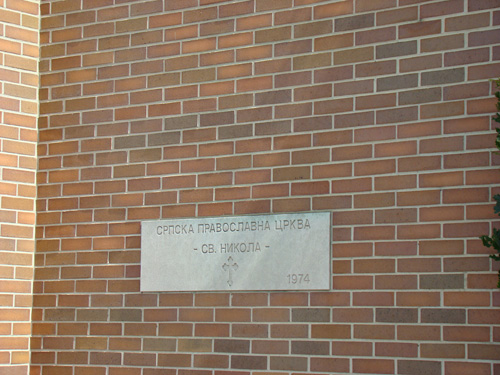 СРПСКА ПРАВОСЛАВНА ЦРКВА
- СВ. НИКОЛА -
1974